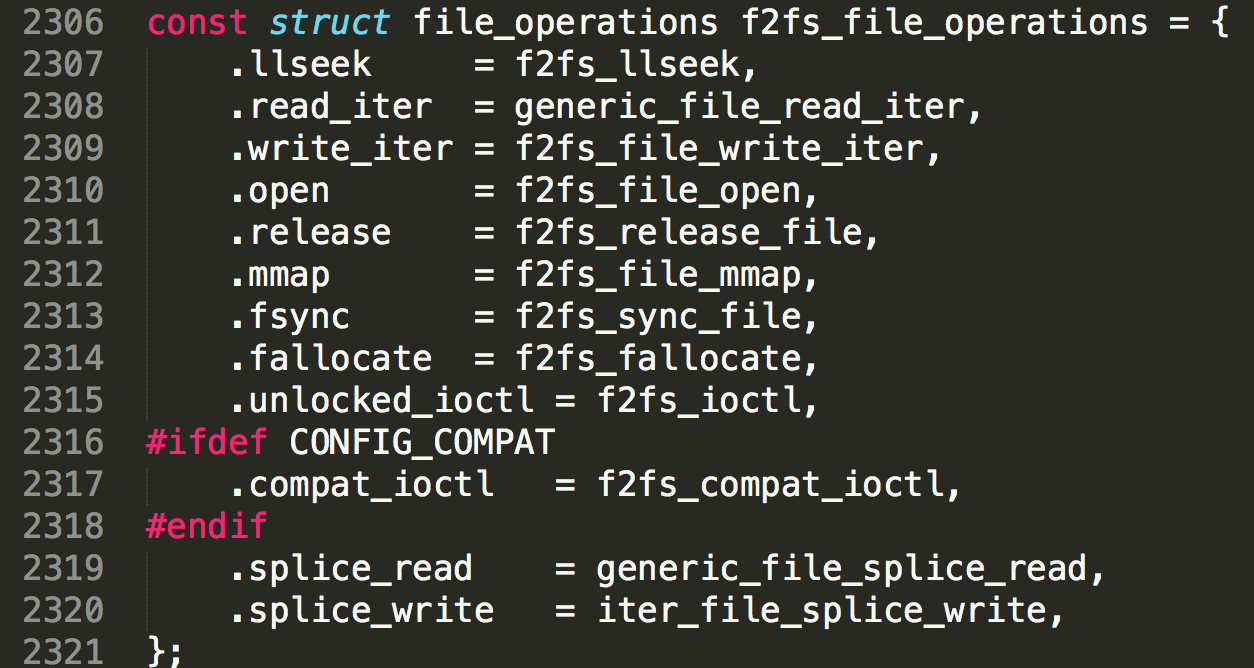 2306 const struct file_operations f2fs_file_operations = {
2307     .llseek     = f2fs_llseek,
2308     .read_iter  = generic_file_read_iter,
2309     .write_iter = f2fs_file_write_iter,
2310     .open       = f2fs_file_open,
2311     .release    = f2fs_release_file,
2312     .mmap       = f2fs_file_mmap,
2313     .fsync      = f2fs_sync_file,
2314     .fallocate  = f2fs_fallocate,
2315     .unlocked_ioctl = f2fs_ioctl,
2316 #ifdef CONFIG_COMPAT
2317     .compat_ioctl   = f2fs_compat_ioctl,
2318 #endif
2319     .splice_read    = generic_file_splice_read,
2320     .splice_write   = iter_file_splice_write,
2321 };